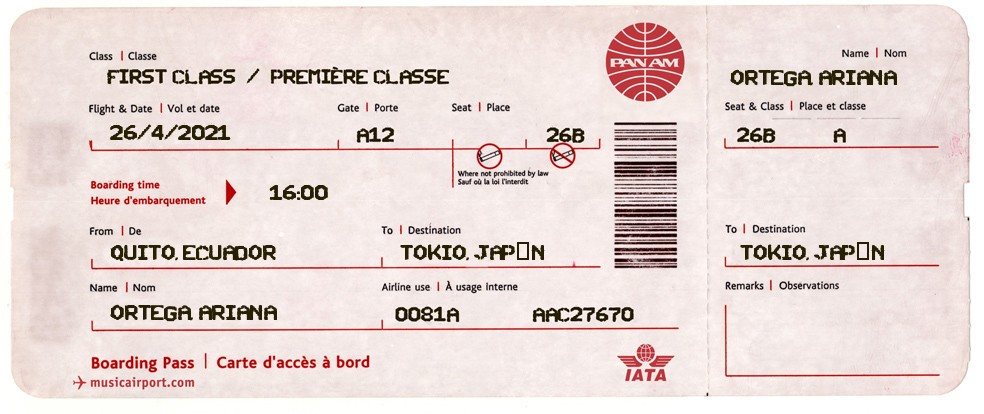 Class | Classe
FIRST CLASS / PREMIÈRE CLASSE
Flight & Date | Vol et date
Gate | Porte
Seat | Place
26/4/2021
A12
26B
Where not prohibited by law
Sauf où la loi l'interdit
Boarding time
Heure d'embarquement
16:00
From | De
To | Destination
QUITO, ECUADOR
TOKIO, JAP□N
Name | Nom
Airline use | À usage interne
ORTEGA ARIANA
0081A
AAC27670
Boarding Pass | Carte d'accès à bord
musicairport.com
PAN AM
IATA
Name | Nom
ORTEGA ARIANA
Seat & Class | Place et classe
26B
A
To | Destination
TOKIO, JAP□N
Remarks | Observations